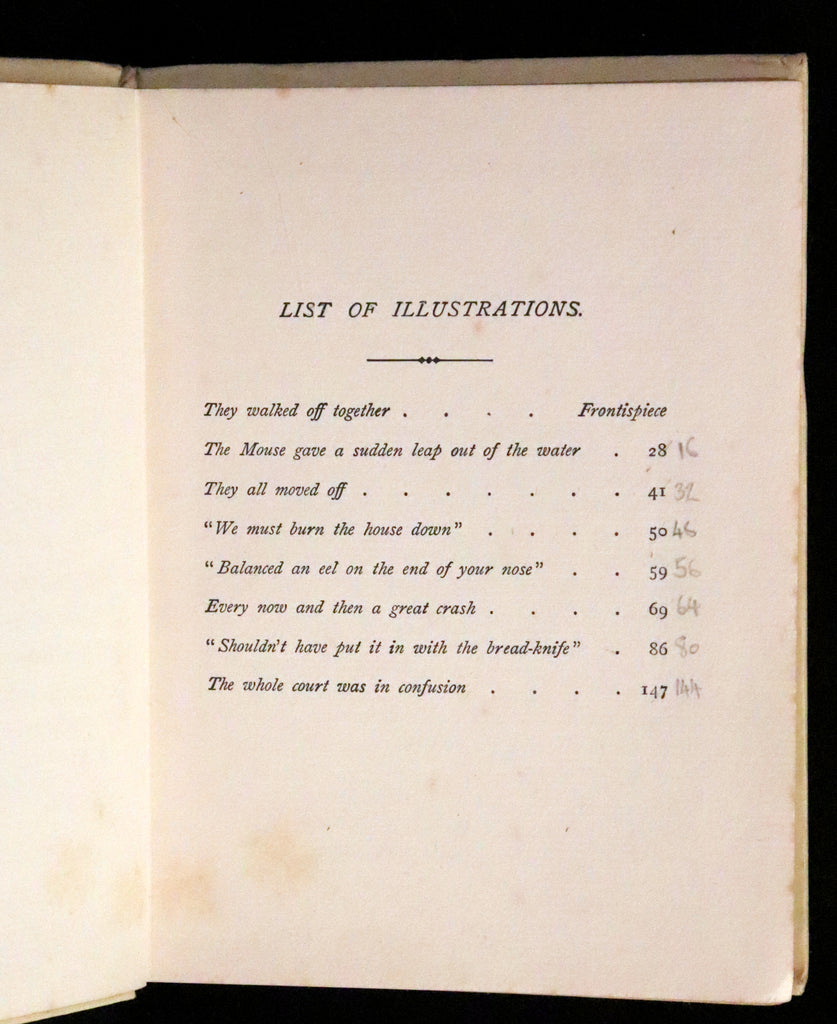 LIST OF ILLUSTRATIONS.
They walked off together . . . . Frontispiece
The Mouse gave a sudden leap out of the water . 28 16
They all moved off . . . . . . . 41 32
"We must burn the house down" . . . . 50 46
"Balanced an eel on the end of your nose" . . 59 56
Every now and then a great crash . . . . 69 64
"Shouldn't have put it in with the bread-knife" . 86 80
The whole court was in confusion . . . . 147 144